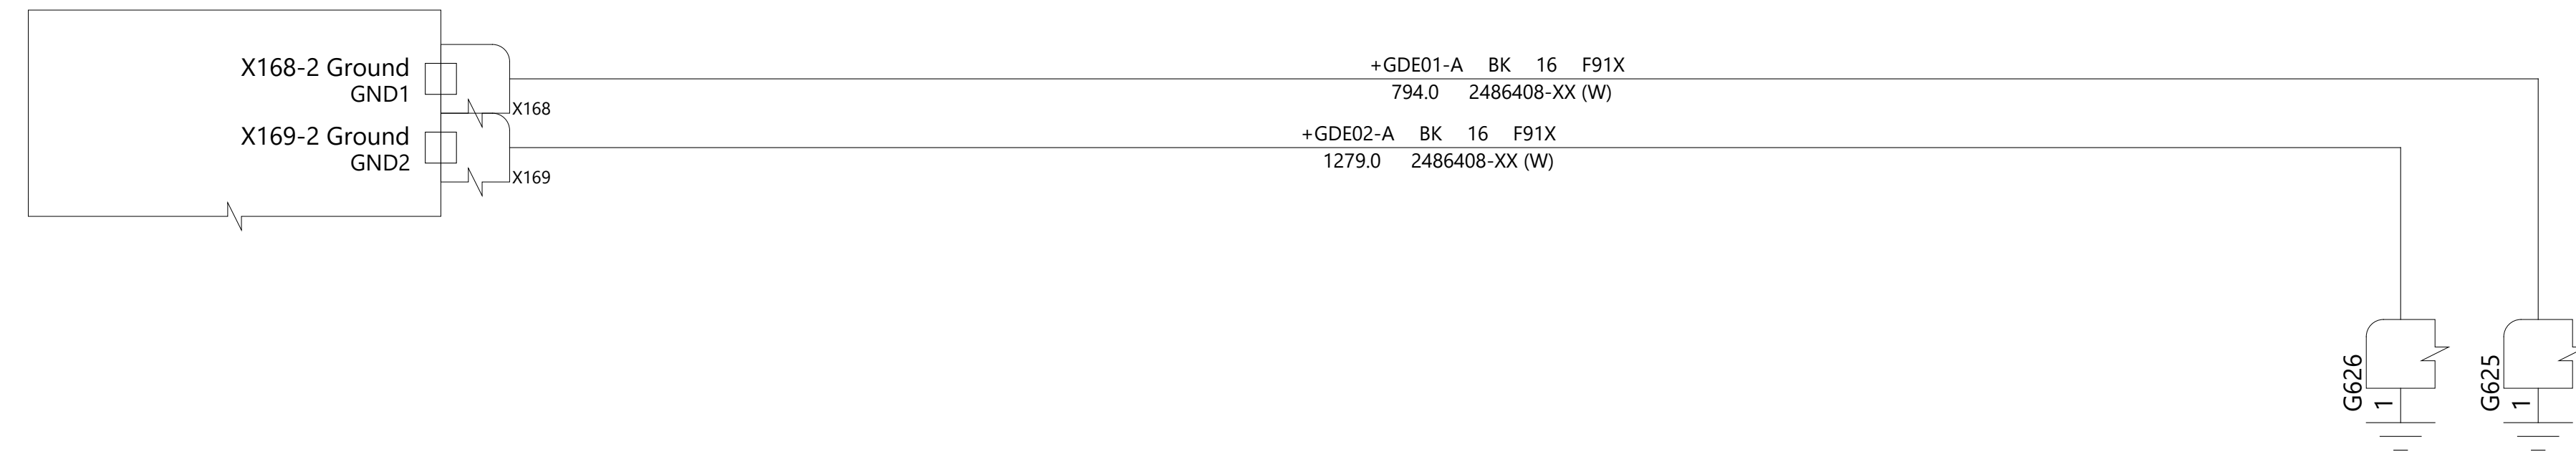 X168-2 Ground
GND1
X168
+GDE01-A BK 16 F91X
794.0 2486408-XX (W)
X169-2 Ground
GND2
X169
+GDE02-A BK 16 F91X
1279.0 2486408-XX (W)
G626
1
G625
1